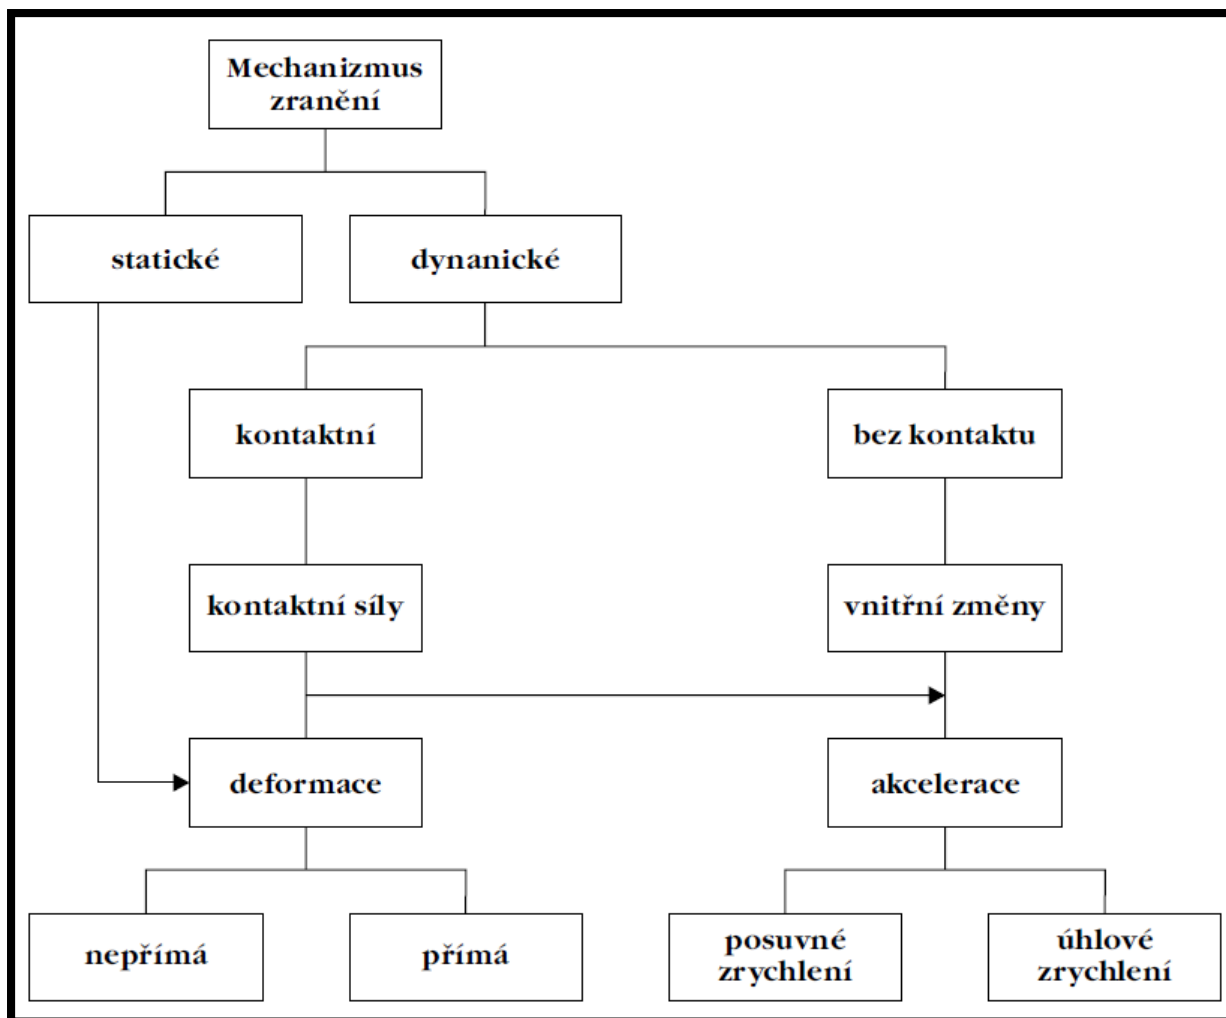 Mechanizmus
zranění
statické
dynanické
kontaktní
bez kontaktu
kontaktní síly
vnitřní změny
deformace
akcelerace
nepřímá
přímá
posuvné
zrychlení
úhlové
zrychlení